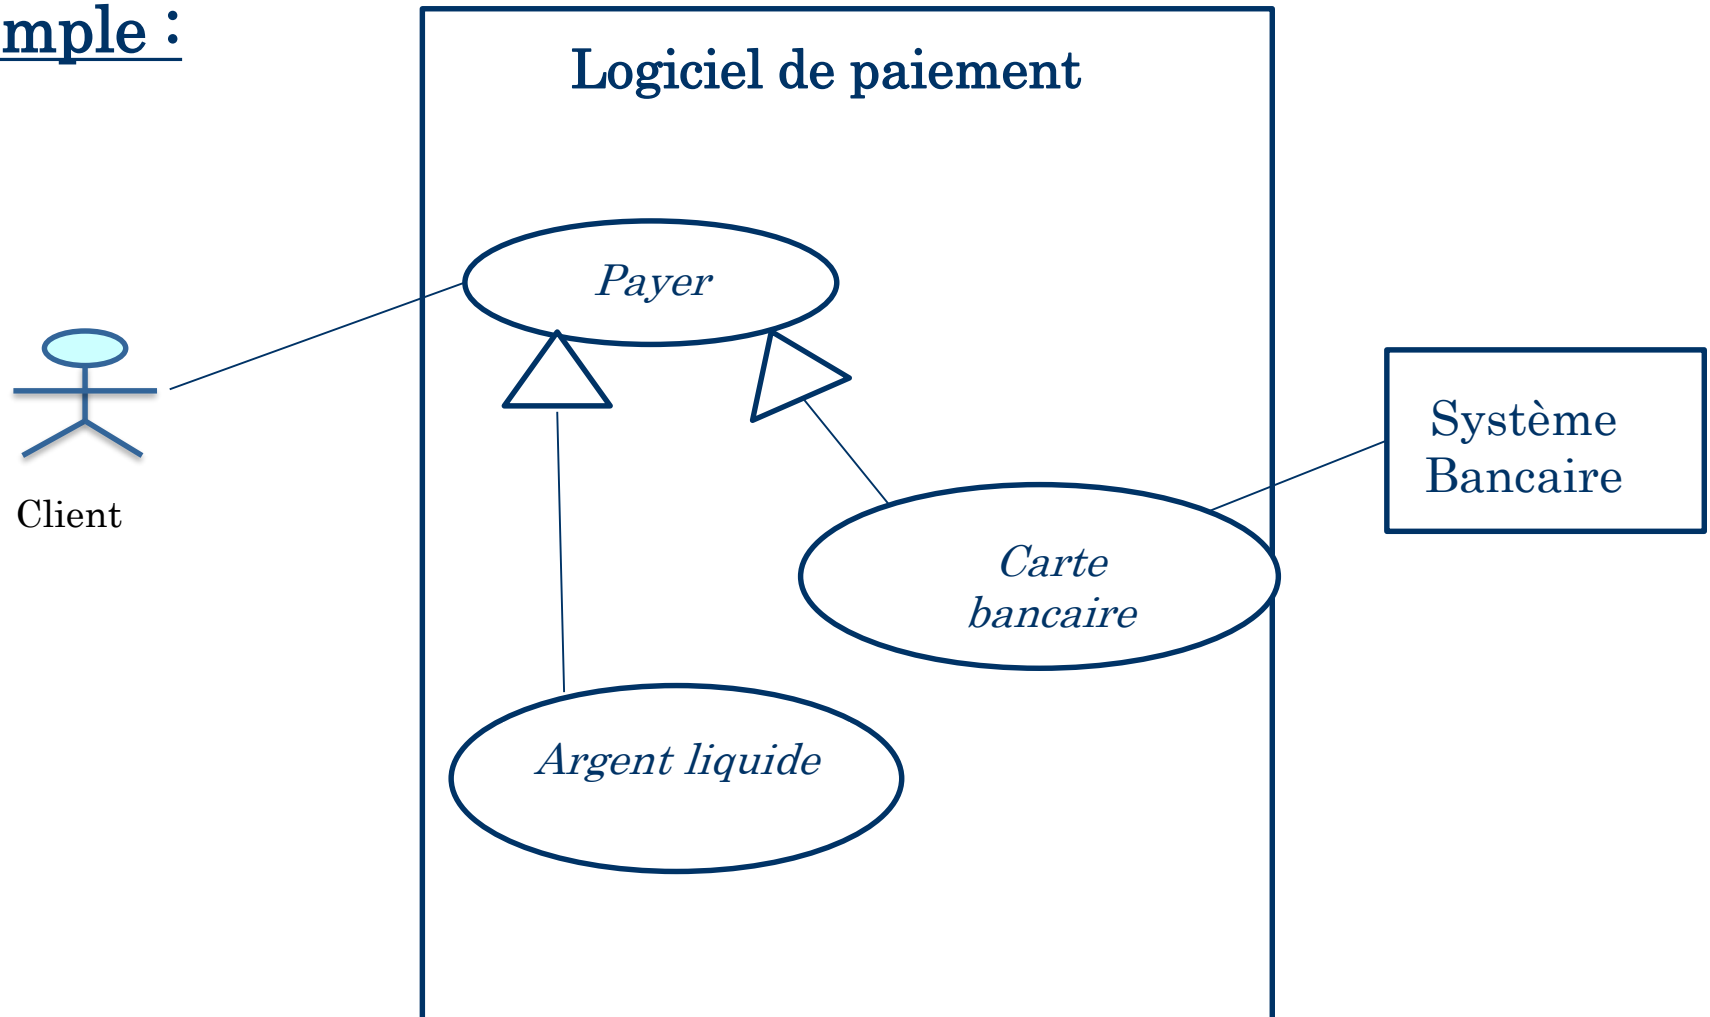 mple :
Logiciel de paiement
Payer
Client
Système
Bancaire
Carte
bancaire
Argent liquide